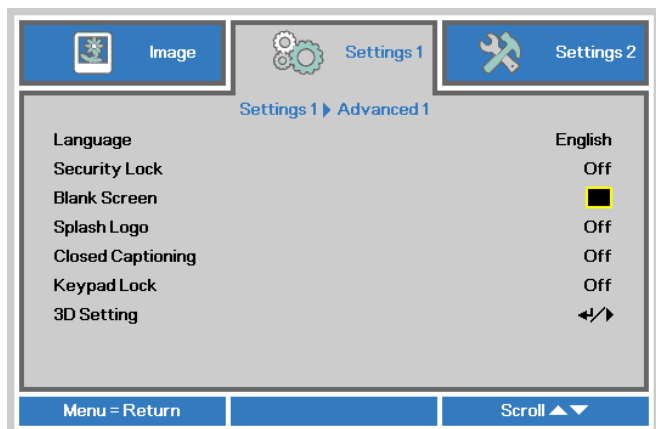 Image Settings 1 Settings 2
Settings 1 Advanced 1
Language English
Security Lock Off
Blank Screen
Splash Logo Off
Closed Captioning Off
Keypad Lock Off
3D Setting ↵/▶
Menu = Return Scroll ▲▼